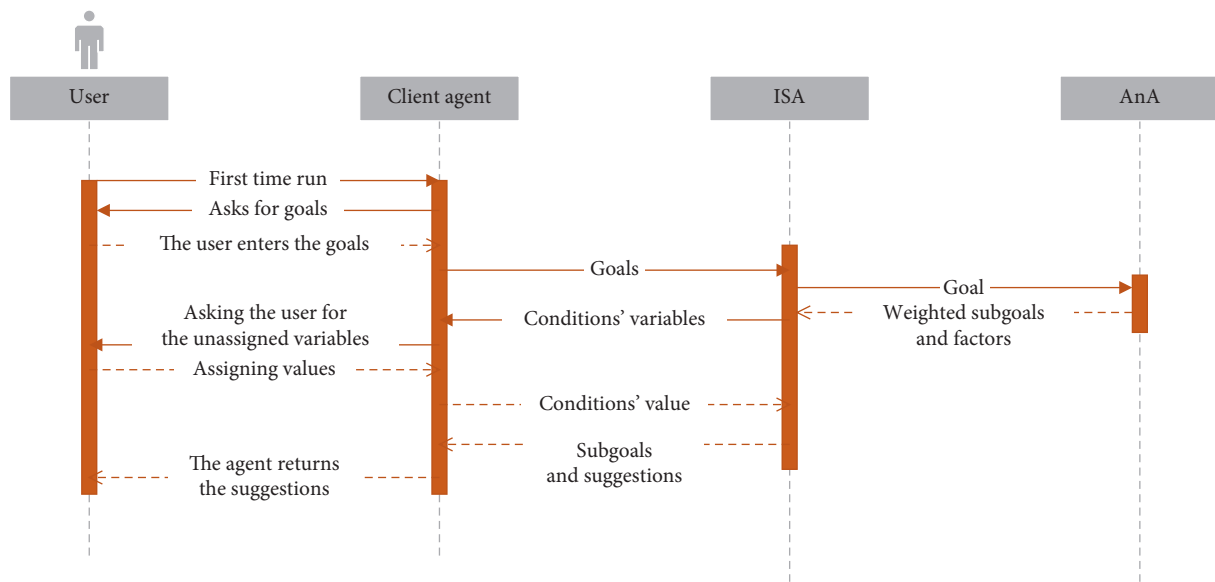 User
Client agent
ISA
AnA
First time run
Asks for goals
The user enters the goals
Goals
Goal
Asking the user for
the unassigned variables
Conditions’ variables
Weighted subgoals
and factors
Assigning values
Conditions’ value
Subgoals
and suggestions
The agent returns
the suggestions